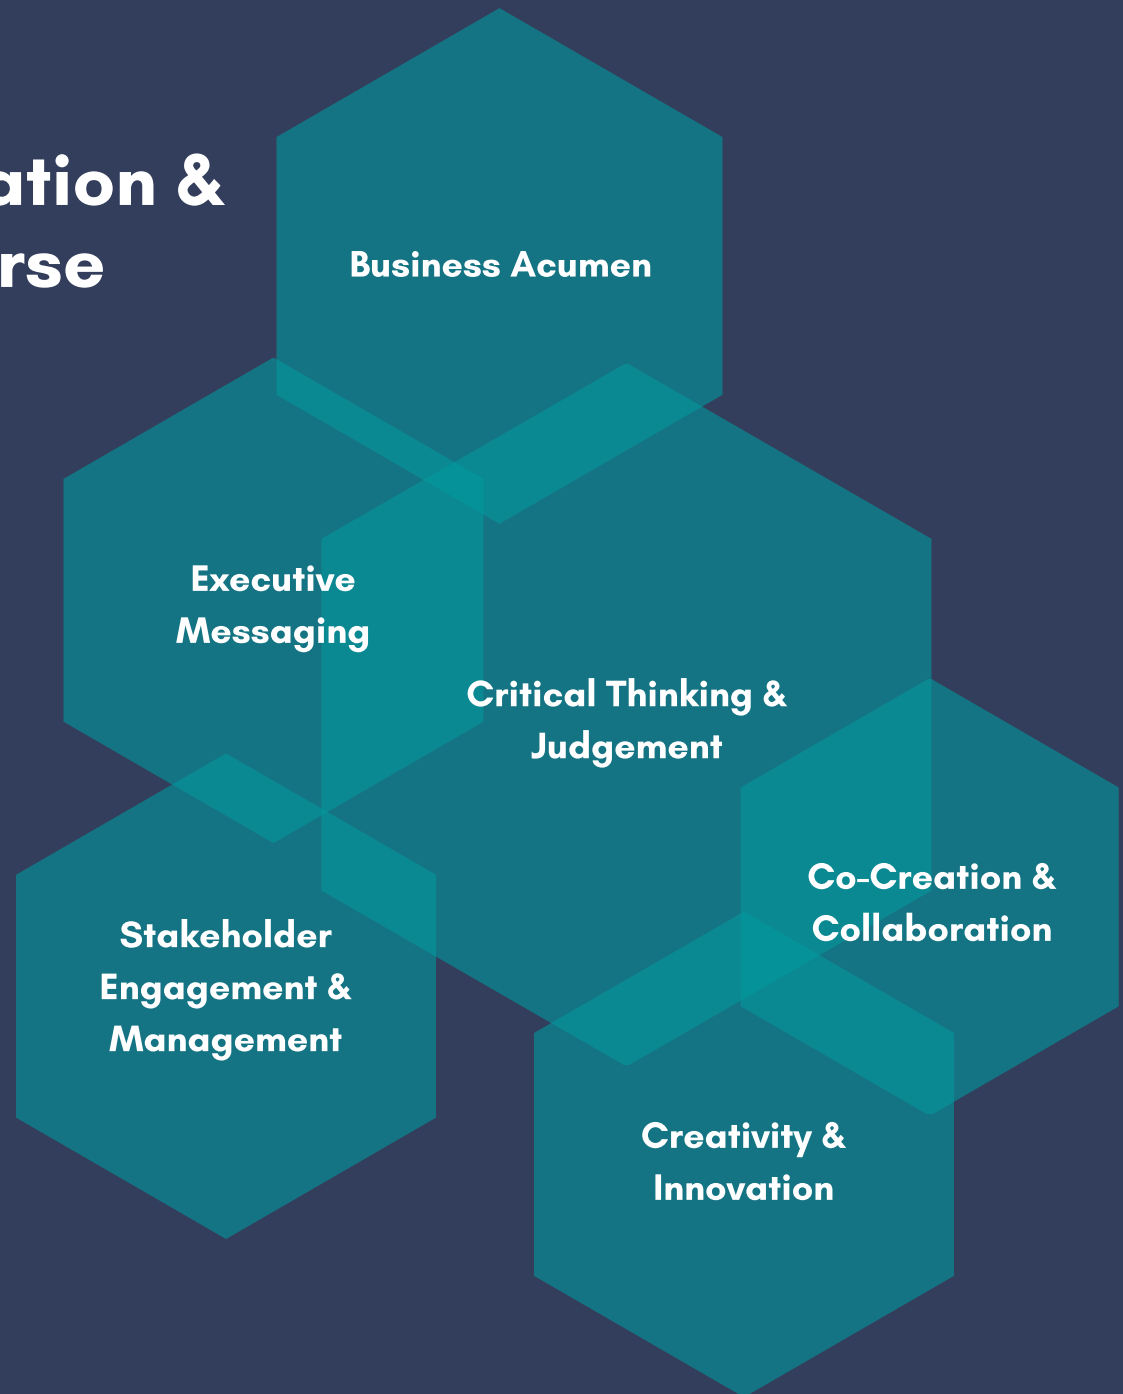 ation &
rse
Business Acumen
Executive
Messaging
Critical Thinking &
Judgement
Co-Creation &
Collaboration
Stakeholder
Engagement &
Management
Creativity &
Innovation